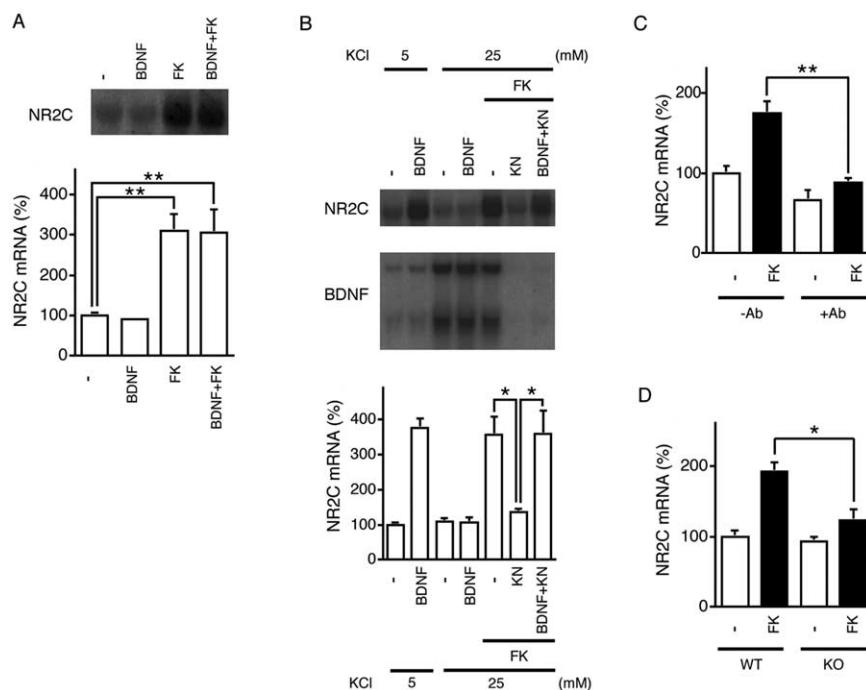 A
-
BDNF
FK
BDNF+FK
NR2C
NR2C mRNA (%)
400
300
200
100
0
**
**
-
BDNF
FK
BDNF+FK
B
KCl 5 25 (mM)
FK
-
BDNF
-
BDNF
-
KN
BDNF+KN
NR2C
BDNF
NR2C mRNA (%)
400
300
200
100
0
* *
-
BDNF
-
BDNF
-
KN
BDNF+KN
FK
KCl 5 25 (mM)
C
NR2C mRNA (%)
200
100
0
**
- FK - FK
-Ab +Ab
D
NR2C mRNA (%)
200
100
0
*
- FK - FK
WT KO